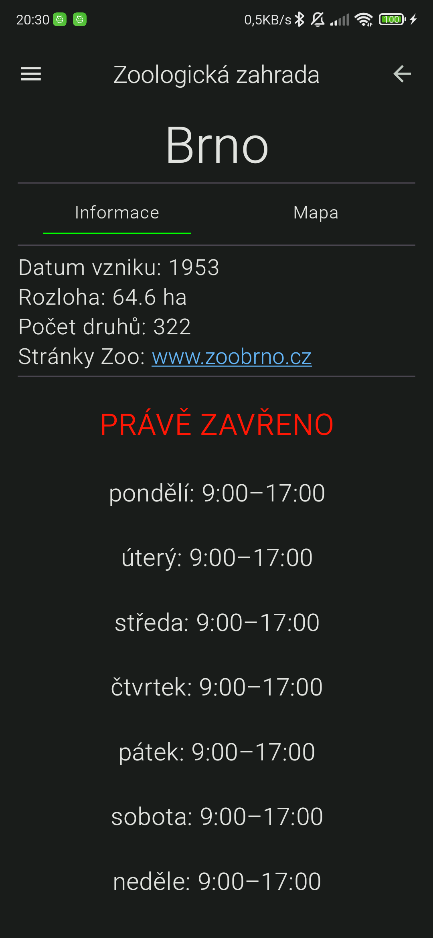 20:30 0,5KB/s 100
Zoologická zahrada
Brno
Informace Mapa
Datum vzniku: 1953
Rozloha: 64.6 ha
Počet druhů: 322
Stránky Zoo: www.zoobrno.cz
PRÁVĚ ZAVŘENO
pondělí: 9:00–17:00
úterý: 9:00–17:00
středa: 9:00–17:00
čtvrtek: 9:00–17:00
pátek: 9:00–17:00
sobota: 9:00–17:00
neděle: 9:00–17:00